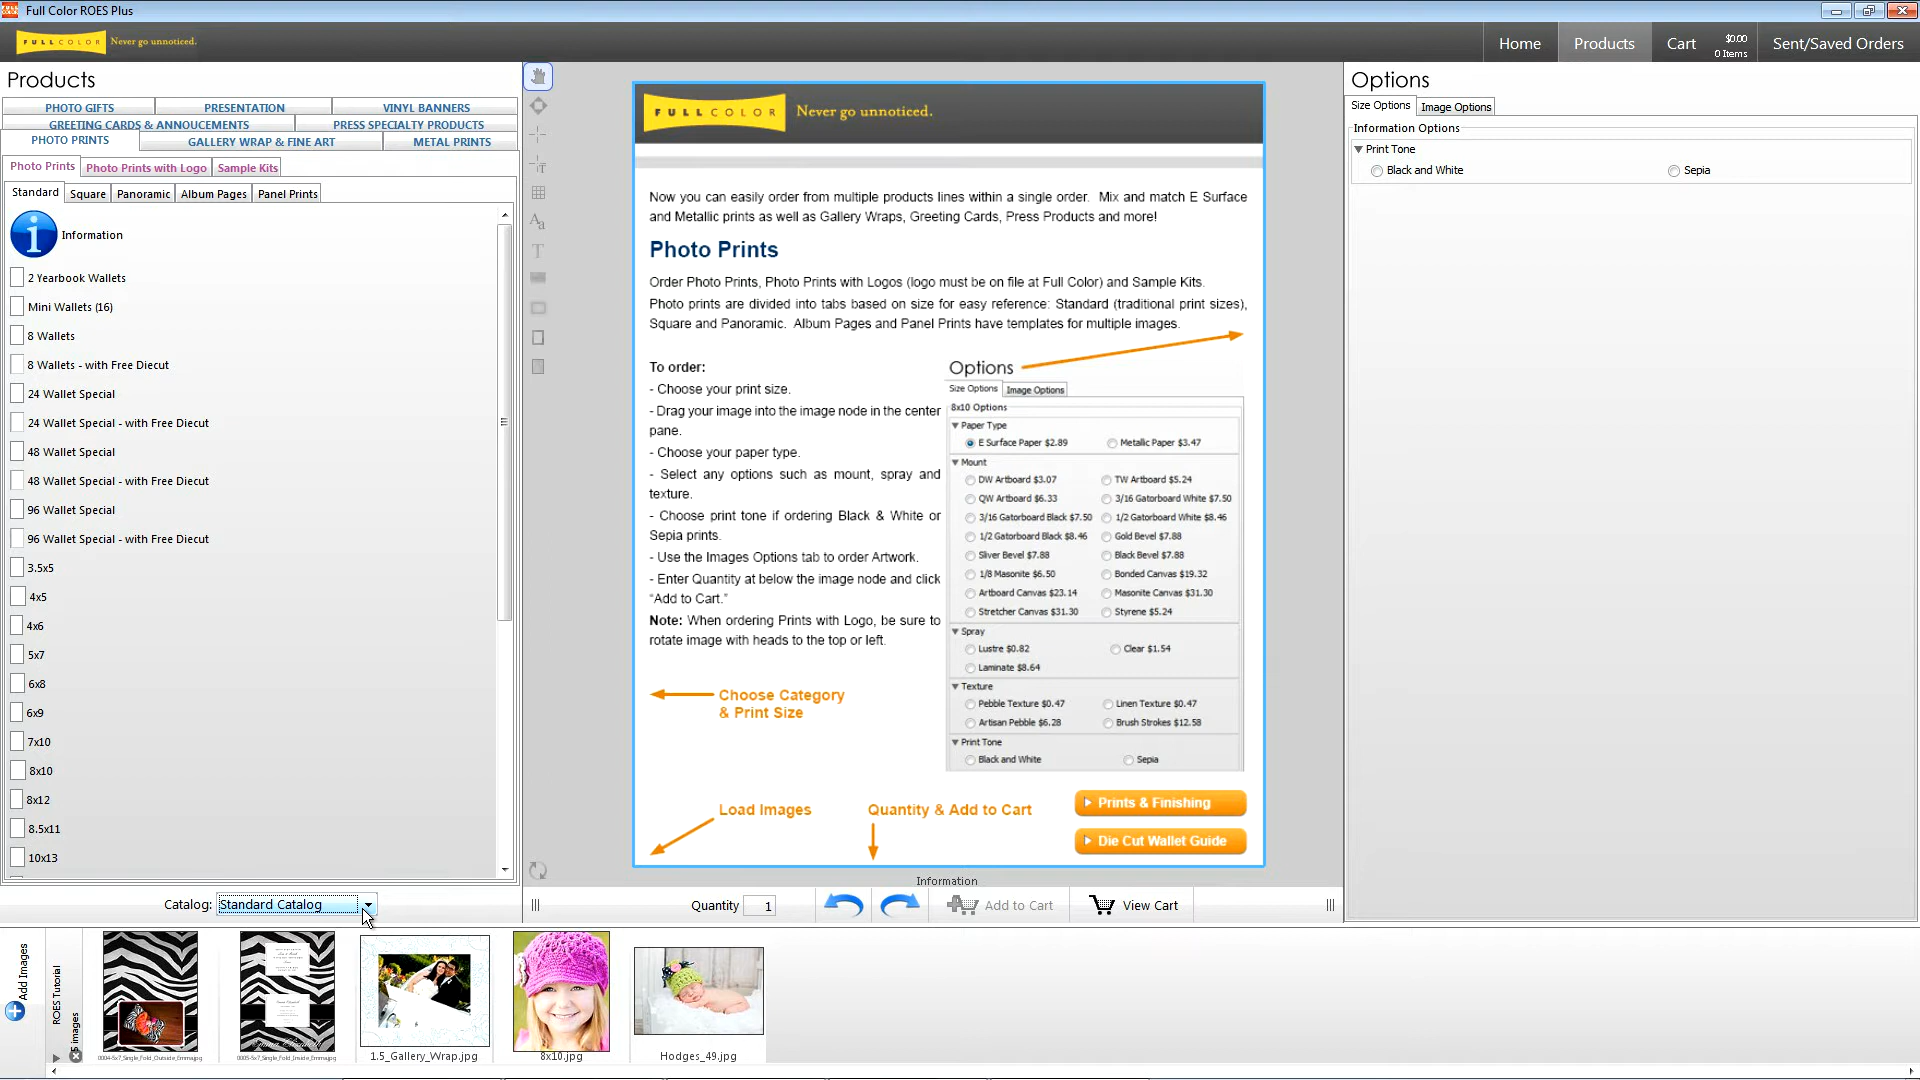 Full Color ROES Plus
FULLCOLOR Never go unnoticed.
Home
Products
Cart
$0.00
0 Items
Sent/Saved Orders
Products
PHOTO GIFTS
PRESENTATION
VINYL BANNERS
GREETING CARDS & ANNOUCEMENTS
PRESS SPECIALTY PRODUCTS
PHOTO PRINTS
GALLERY WRAP & FINE ART
METAL PRINTS
Photo Prints
Photo Prints with Logo
Sample Kits
Standard
Square
Panoramic
Album Pages
Panel Prints
Information
2 Yearbook Wallets
Mini Wallets (16)
8 Wallets
8 Wallets - with Free Diecut
24 Wallet Special
24 Wallet Special - with Free Diecut
48 Wallet Special
48 Wallet Special - with Free Diecut
96 Wallet Special
96 Wallet Special - with Free Diecut
3.5x5
4x5
4x6
5x7
6x8
6x9
7x10
8x10
8x12
8.5x11
10x13
Catalog: Standard Catalog
FULLCOLOR Never go unnoticed.
Now you can easily order from multiple products lines within a single order. Mix and match E Surface
and Metallic prints as well as Gallery Wraps, Greeting Cards, Press Products and more!
Photo Prints
Order Photo Prints, Photo Prints with Logos (logo must be on file at Full Color) and Sample Kits.
Photo prints are divided into tabs based on size for easy reference: Standard (traditional print sizes),
Square and Panoramic. Album Pages and Panel Prints have templates for multiple images.
To order:
- Choose your print size.
- Drag your image into the image node in the center
pane.
- Choose your paper type.
- Select any options such as mount, spray and
texture.
- Choose print tone if ordering Black & White or
Sepia prints.
- Use the Images Options tab to order Artwork.
- Enter Quantity at below the image node and click
“Add to Cart.”
Note: When ordering Prints with Logo, be sure to
rotate image with heads to the top or left.
Options
Size Options
Image Options
8x10 Options
Paper Type
E Surface Paper $2.89
Metallic Paper $3.47
Mount
DW Artboard $3.07
TW Artboard $5.24
QW Artboard $6.33
3/16 Gatorboard White $7.50
3/16 Gatorboard Black $7.50
1/2 Gatorboard White $8.46
1/2 Gatorboard Black $8.46
Gold Bevel $7.88
Sliver Bevel $7.88
Black Bevel $7.88
1/8 Masonite $6.50
Bonded Canvas $19.32
Artboard Canvas $23.14
Masonite Canvas $31.30
Stretcher Canvas $31.30
Styrene $5.24
Spray
Lustre $0.82
Clear $1.54
Laminate $8.64
Texture
Pebble Texture $0.47
Linen Texture $0.47
Artisan Pebble $6.28
Brush Strokes $12.58
Print Tone
Black and White
Sepia
Choose Category
& Print Size
Load Images
Quantity & Add to Cart
Prints & Finishing
Die Cut Wallet Guide
Information
Quantity 1
Add to Cart
View Cart
Options
Size Options
Image Options
Information Options
Print Tone
Black and White
Sepia
Add Images
ROES Tutorial
images
0004-5x7_Single_Fold_Outside_Emma.jpg
0005-5x7_Single_Fold_Inside_Emma.jpg
1.5_Gallery_Wrap.jpg
8x10.jpg
Hodges_49.jpg